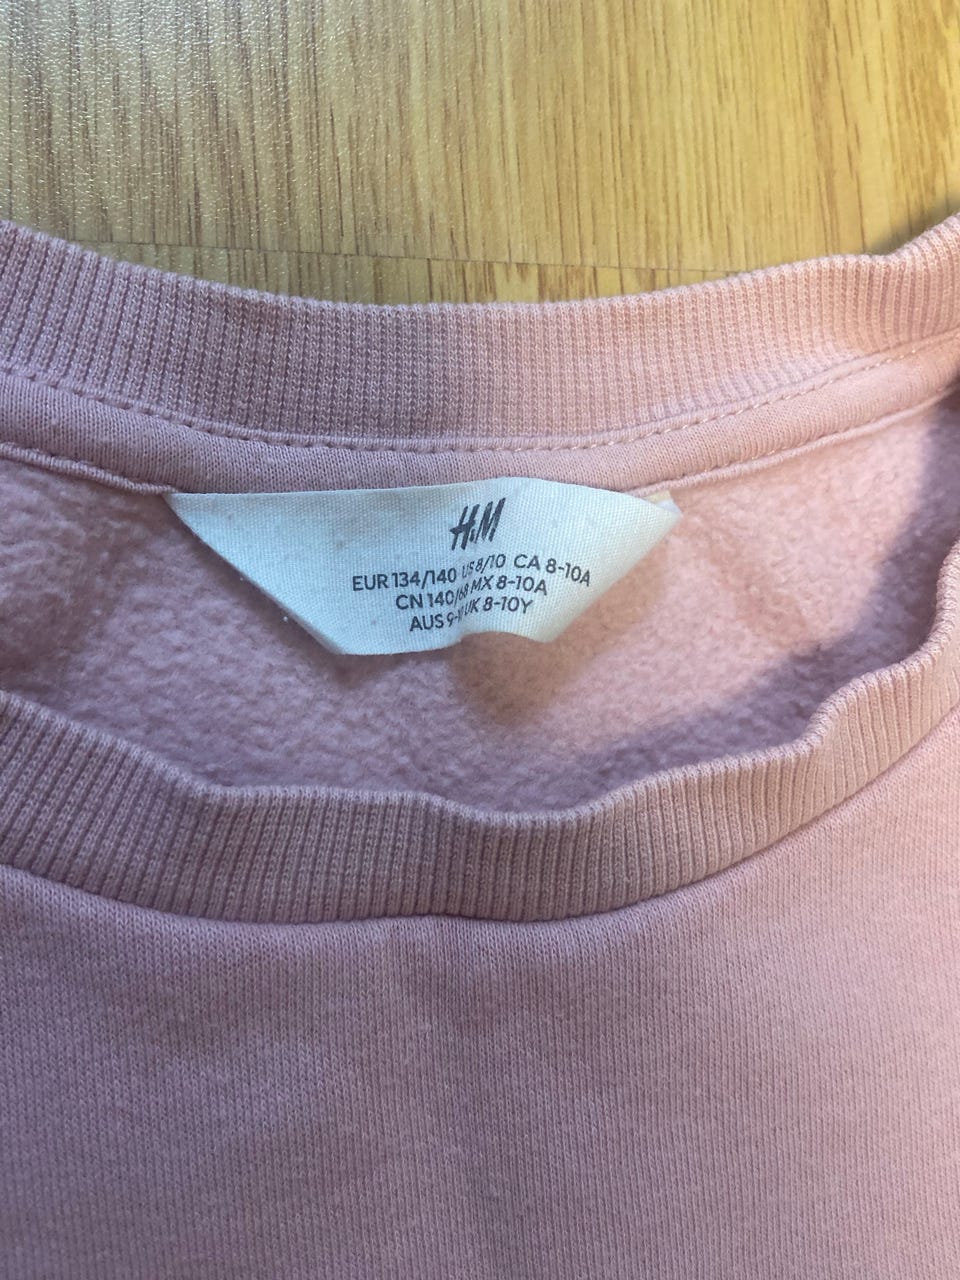 H&M
EUR 134/140 US 8/10 CA 8-10A
CN 140/68 MX 8-10A
AUS UK 8-10Y